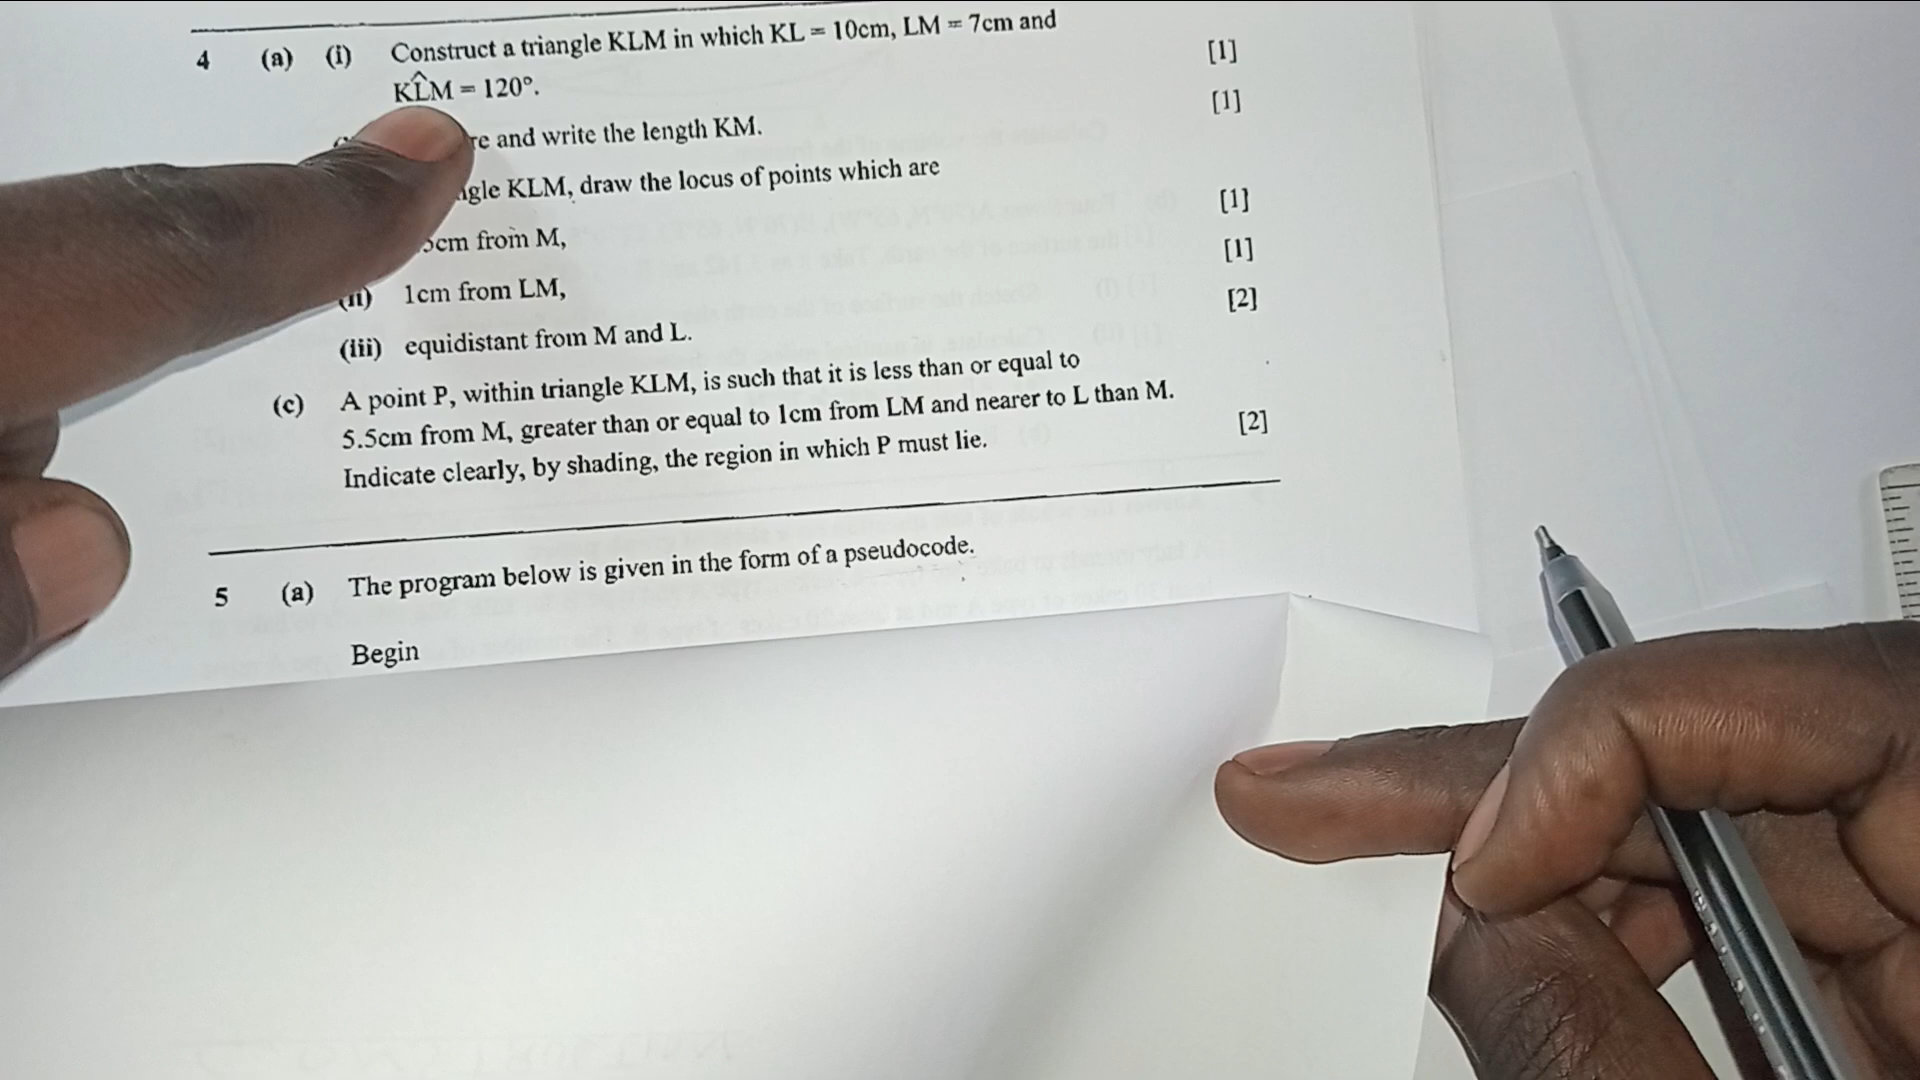 4 (a) (i) Construct a triangle KLM in which KL = 10cm, LM = 7cm and
KL̂M = 120°. [1]
and write the length KM. [1]
KLM, draw the locus of points which are
from M, [1]
(ii) 1cm from LM, [1]
(iii) equidistant from M and L. [2]
(c) A point P, within triangle KLM, is such that it is less than or equal to
5.5cm from M, greater than or equal to 1cm from LM and nearer to L than M.
Indicate clearly, by shading, the region in which P must lie. [2]
5 (a) The program below is given in the form of a pseudocode.
Begin